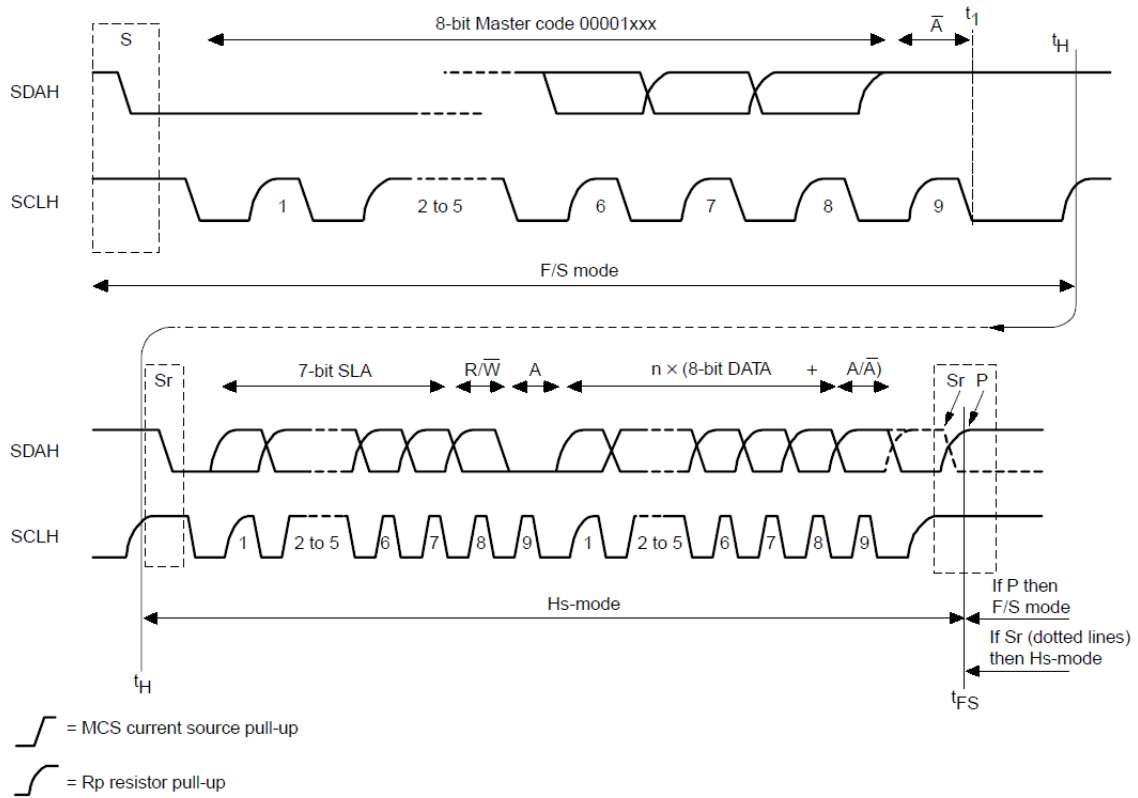 S
8-bit Master code 00001xxx
A̅
t1
tH
SDAH
SCLH
1
2 to 5
6
7
8
9
F/S mode
Sr
7-bit SLA
R/W̅
A
n × (8-bit DATA + A/A̅)
Sr P
SDAH
SCLH
1
2 to 5
6
7
8
9
1
2 to 5
6
7
8
9
Hs-mode
If P then
F/S mode
If Sr (dotted lines)
then Hs-mode
tH
tFS
= MCS current source pull-up
= Rp resistor pull-up